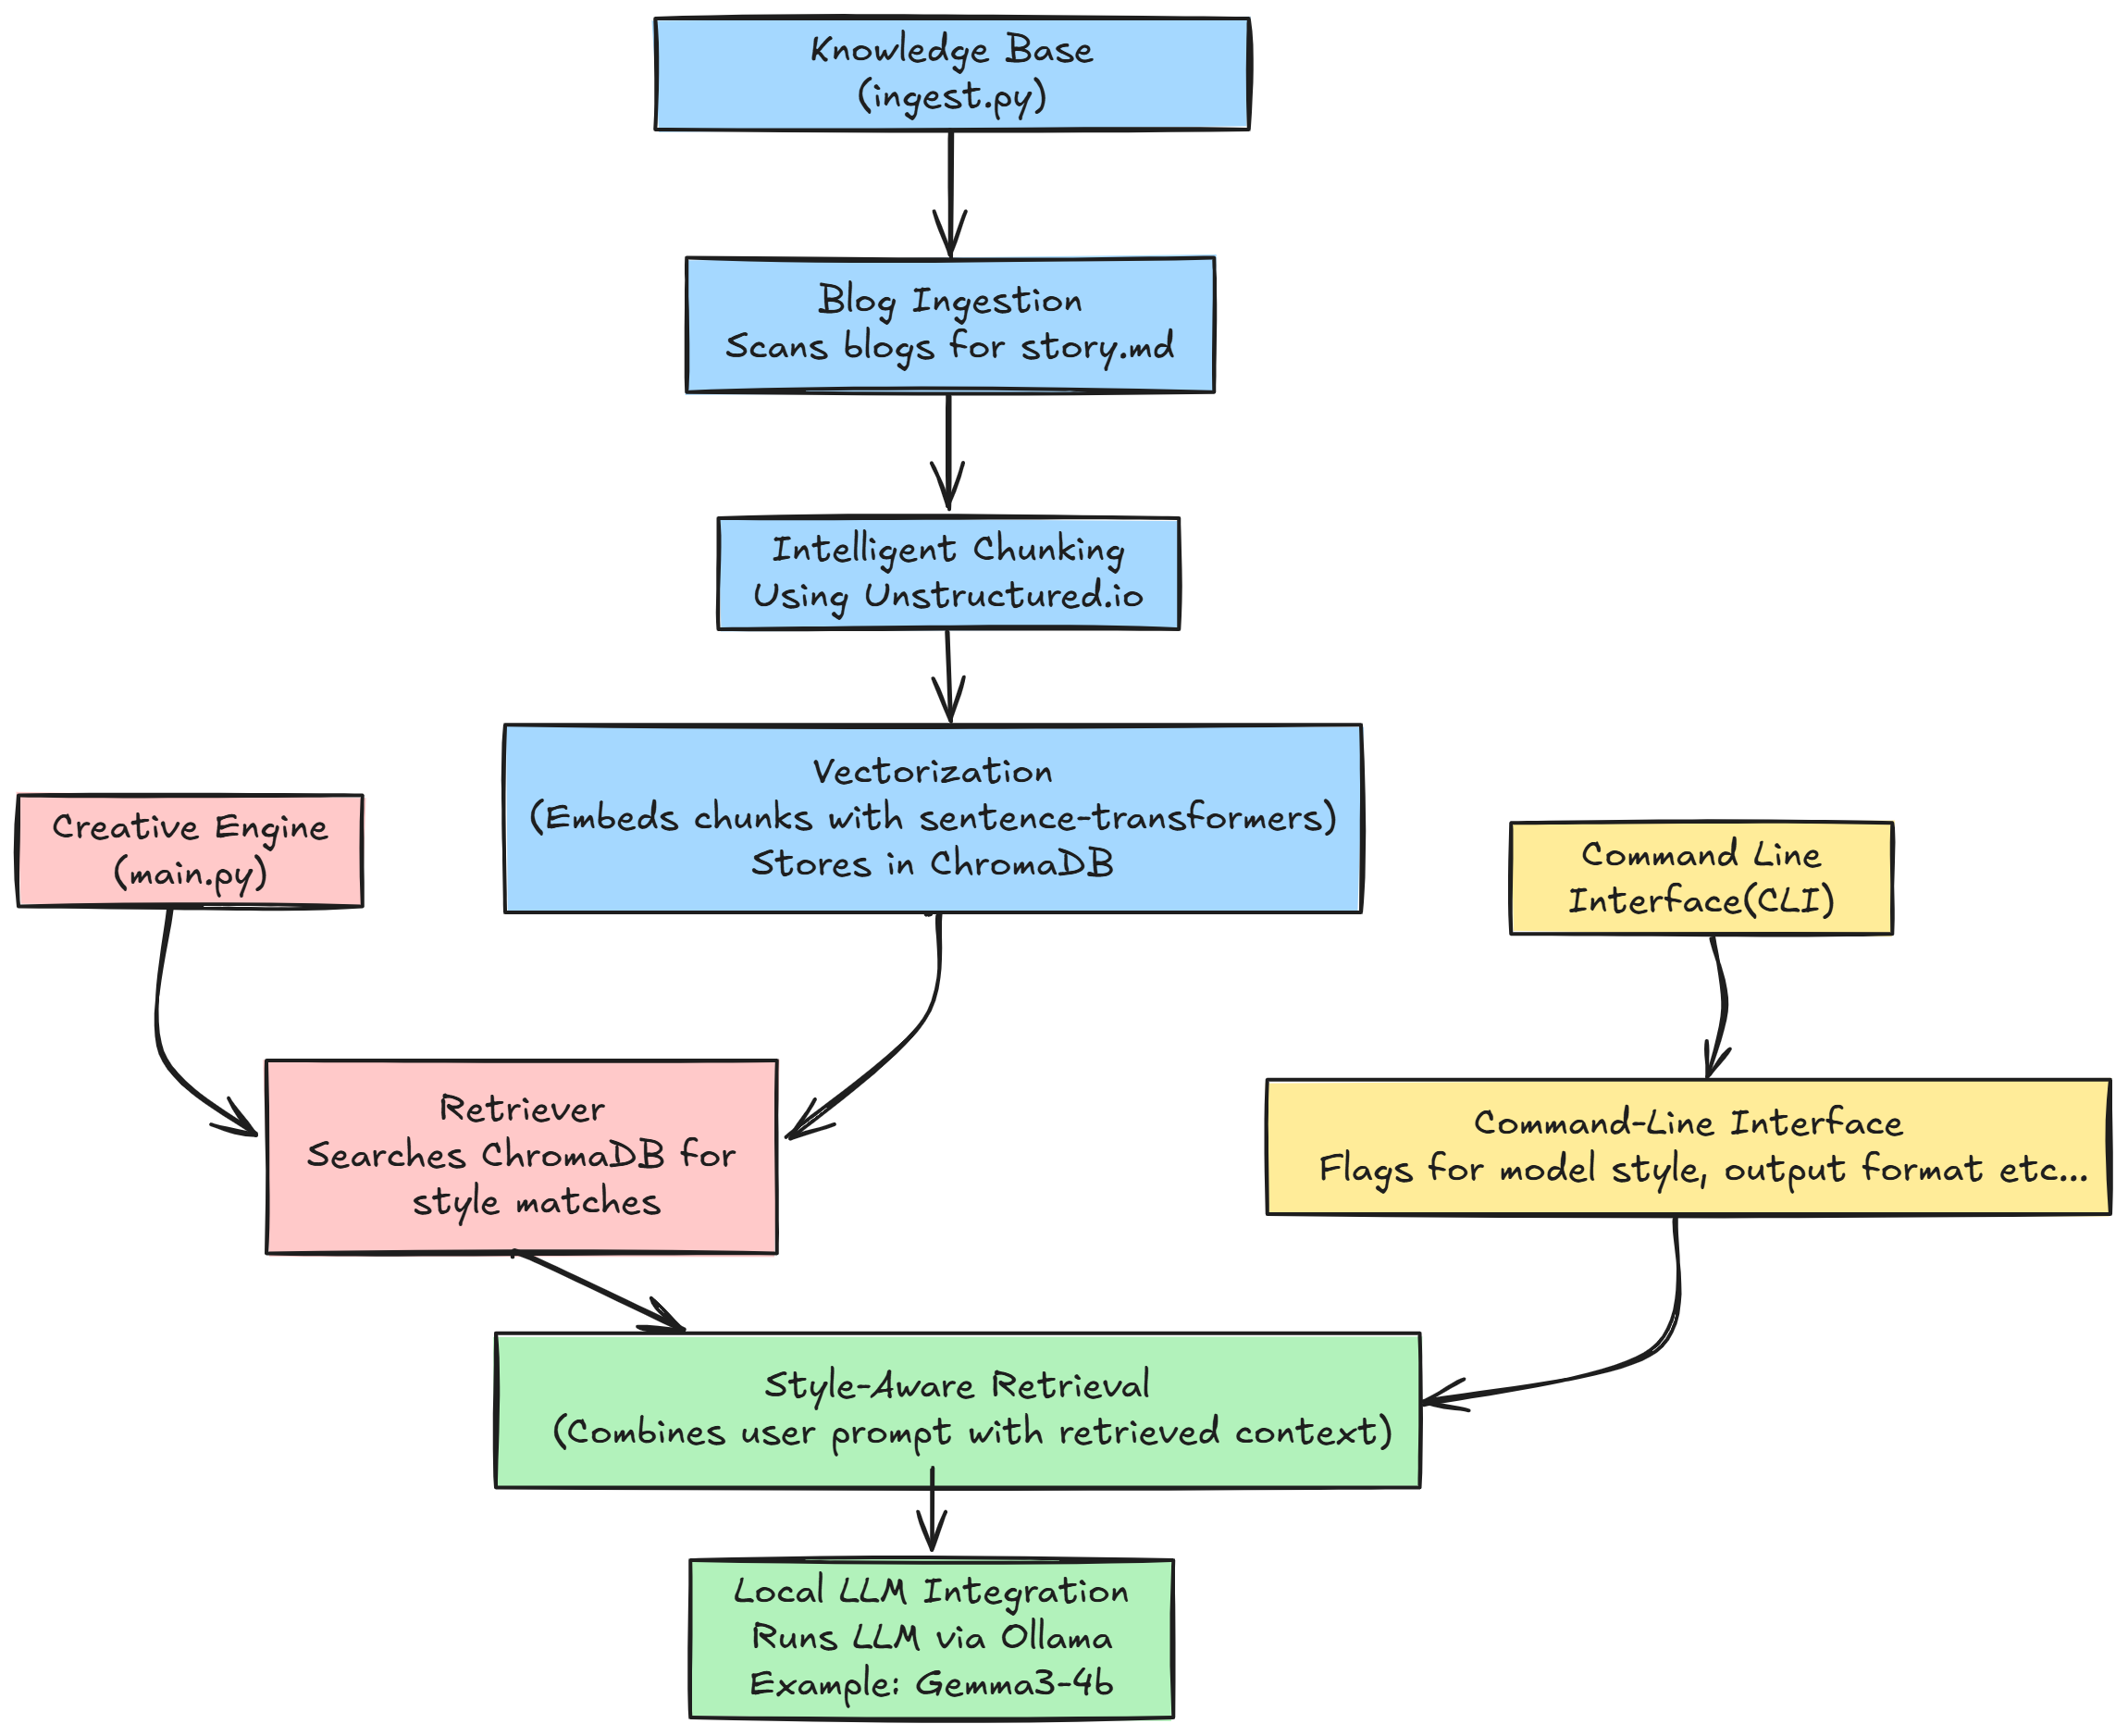 Knowledge Base
(ingest.py)
Blog Ingestion
Scans blogs for story.md
Intelligent Chunking
Using Unstructured.io
Vectorization
(Embeds chunks with sentence-transformers)
Stores in ChromaDB
Creative Engine
(main.py)
Command Line
Interface(CLI)
Retriever
Searches ChromaDB for
style matches
Command-Line Interface
Flags for model style, output format etc...
Style-Aware Retrieval
(Combines user prompt with retrieved context)
Local LLM Integration
Runs LLM via Ollama
Example: Gemma3-4b